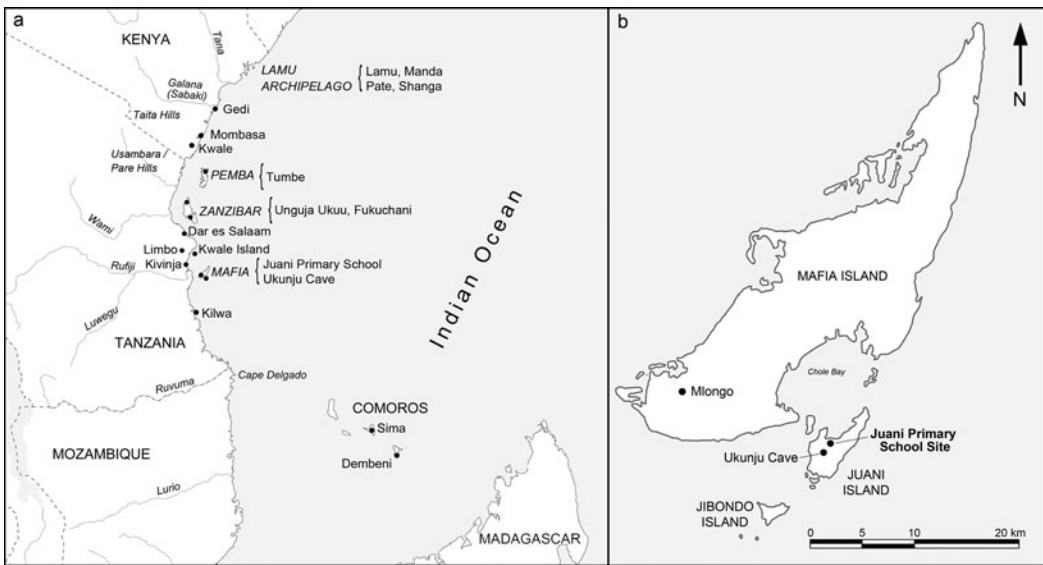 a
KENYA
Tana
LAMU
ARCHIPELAGO
Lamu, Manda
Pate, Shanga
Galana
(Sabaki)
Gedi
Taita Hills
Mombasa
Kwale
Usambara /
Pare Hills
PEMBA
Tumbe
ZANZIBAR
Unguja Ukuu, Fukuchani
Wami
Dar es Salaam
Limbo
Kwale Island
Rufiji
Kivinja
MAFIA
Juani Primary School
Ukunju Cave
Kilwa
Luwegu
TANZANIA
Indian Ocean
Ruvuma
Cape Delgado
COMOROS
Sima
MOZAMBIQUE
Dembeni
Lurio
MADAGASCAR
b
N
MAFIA ISLAND
Chole Bay
Mlongo
Juani Primary
School Site
Ukunju Cave
JUANI
ISLAND
JIBONDO
ISLAND
0 5 10 20 km